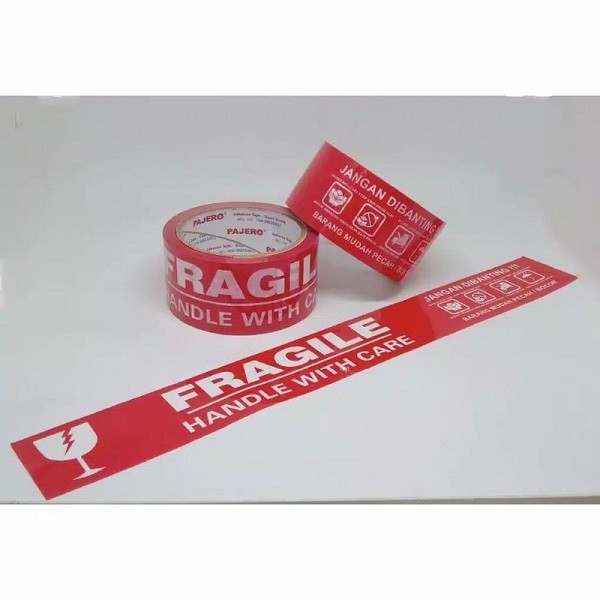 PAJERO
PAJERO
FRAGILE
HANDLE WITH
JANGAN DIBANTING
BARANG MUDAH PECAH
FRAGILE
HANDLE WITH CARE
JANGAN DIBANTING !!!
BARANG MUDAH PECAH / BOCOR